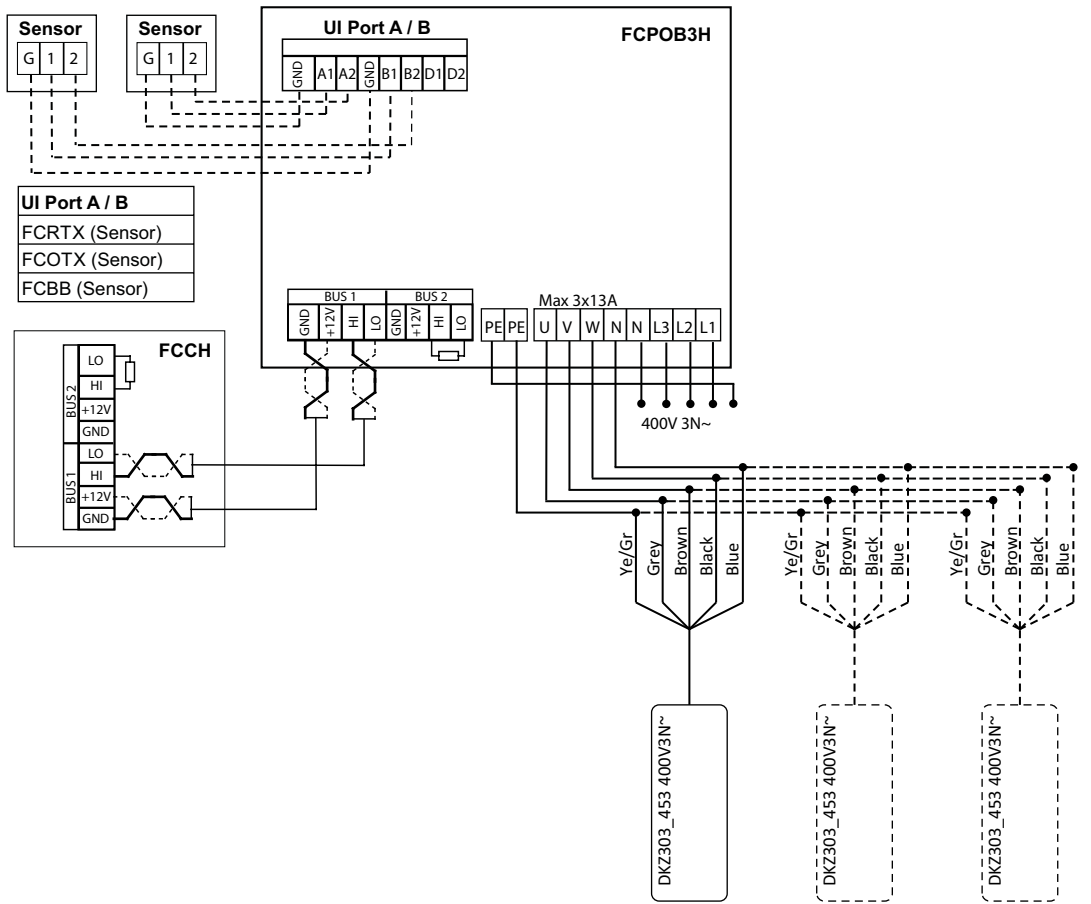 Sensor
G 1 2
Sensor
G 1 2
UI Port A / B
GND A1 A2 GND B1 B2 D1 D2
FCPOB3H
UI Port A / B
FCRTX (Sensor)
FCOTX (Sensor)
FCBB (Sensor)
BUS 1 BUS 2
GND +12V HI LO GND +12V HI LO
Max 3x13A
PE PE U V W N N L3 L2 L1
400V 3N~
FCCH
BUS 2
LO
HI
+12V
GND
BUS 1
LO
HI
+12V
GND
Ye/Gr Grey Brown Black Blue
Ye/Gr Grey Brown Black Blue
Ye/Gr Grey Brown Black Blue
DKZ303_453 400V3N~
DKZ303_453 400V3N~
DKZ303_453 400V3N~